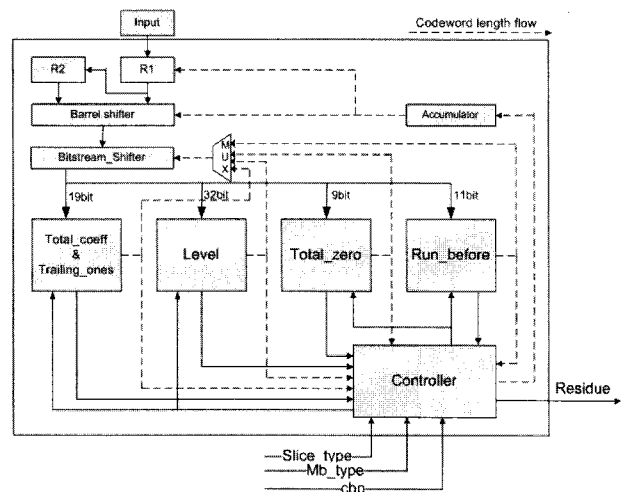 Input
Codeword length flow
R2
R1
Barrel shifter
Accumulator
Bitstream_Shifter
M
U
X
19bit
32bit
9bit
11bit
Total_coeff
&
Trailing_ones
Level
Total_zero
Run_before
Controller
Residue
Slice_type
Mb_type
cbp